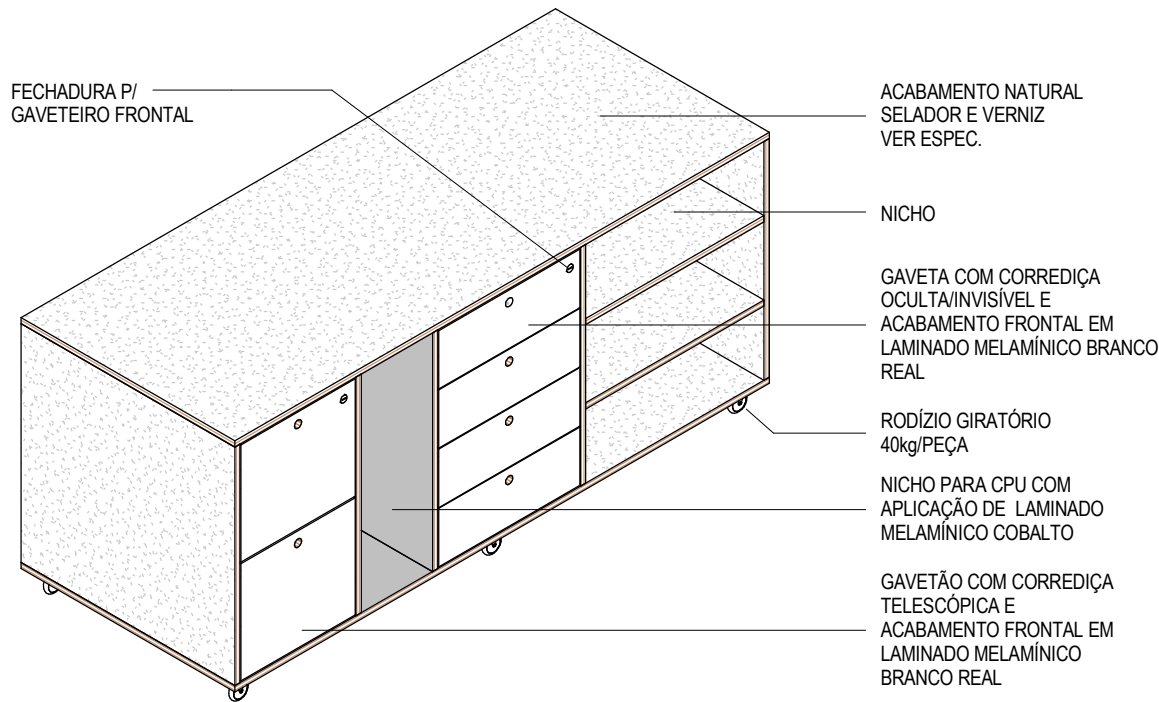 FECHADURA P/
GAVETEIRO FRONTAL
ACABAMENTO NATURAL
SELADOR E VERNIZ
VER ESPEC.
NICHO
GAVETA COM CORREDIÇA
OCULTA/INVISÍVEL E
ACABAMENTO FRONTAL EM
LAMINADO MELAMÍNICO BRANCO
REAL
RODÍZIO GIRATÓRIO
40kg/PEÇA
NICHO PARA CPU COM
APLICAÇÃO DE LAMINADO
MELAMÍNICO COBALTO
GAVETÃO COM CORREDIÇA
TELESCÓPICA E
ACABAMENTO FRONTAL EM
LAMINADO MELAMÍNICO
BRANCO REAL